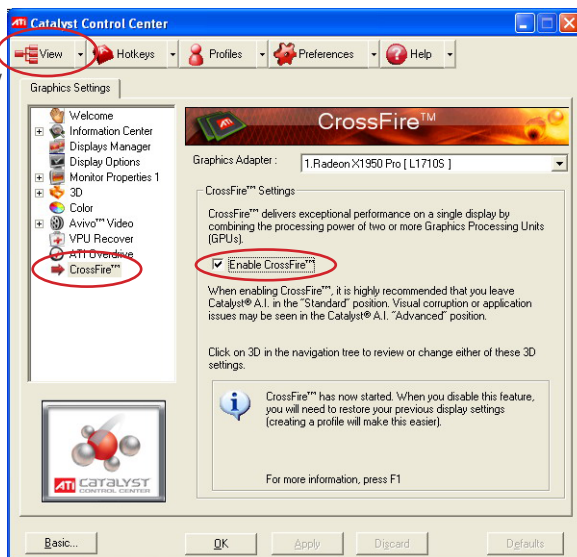 ATI Catalyst Control Center
View
Hotkeys
Profiles
Preferences
Help
Graphics Settings
Welcome
Information Center
Displays Manager
Display Options
Monitor Properties 1
3D
Color
Avivo™ Video
VPU Recover
ATI Overdrive
CrossFire™
CrossFire™
Graphics Adapter :
1.Radeon X1950 Pro [ L1710S ]
CrossFire™ Settings
CrossFire™ delivers exceptional performance on a single display by
combining the processing power of two or more Graphics Processing Units
(GPUs).
Enable CrossFire™
When enabling CrossFire™, it is highly recommended that you leave
Catalyst® A.I. in the "Standard" position. Visual corruption or application
issues may be seen in the Catalyst® A.I. "Advanced" position.
Click on 3D in the navigation tree to review or change either of these 3D
settings.
CrossFire™ has now started. When you disable this feature,
you will need to restore your previous display settings
(creating a profile will make this easier).
For more information, press F1
ATI CATALYST
CONTROL CENTER
Basic...
OK
Apply
Discard
Defaults